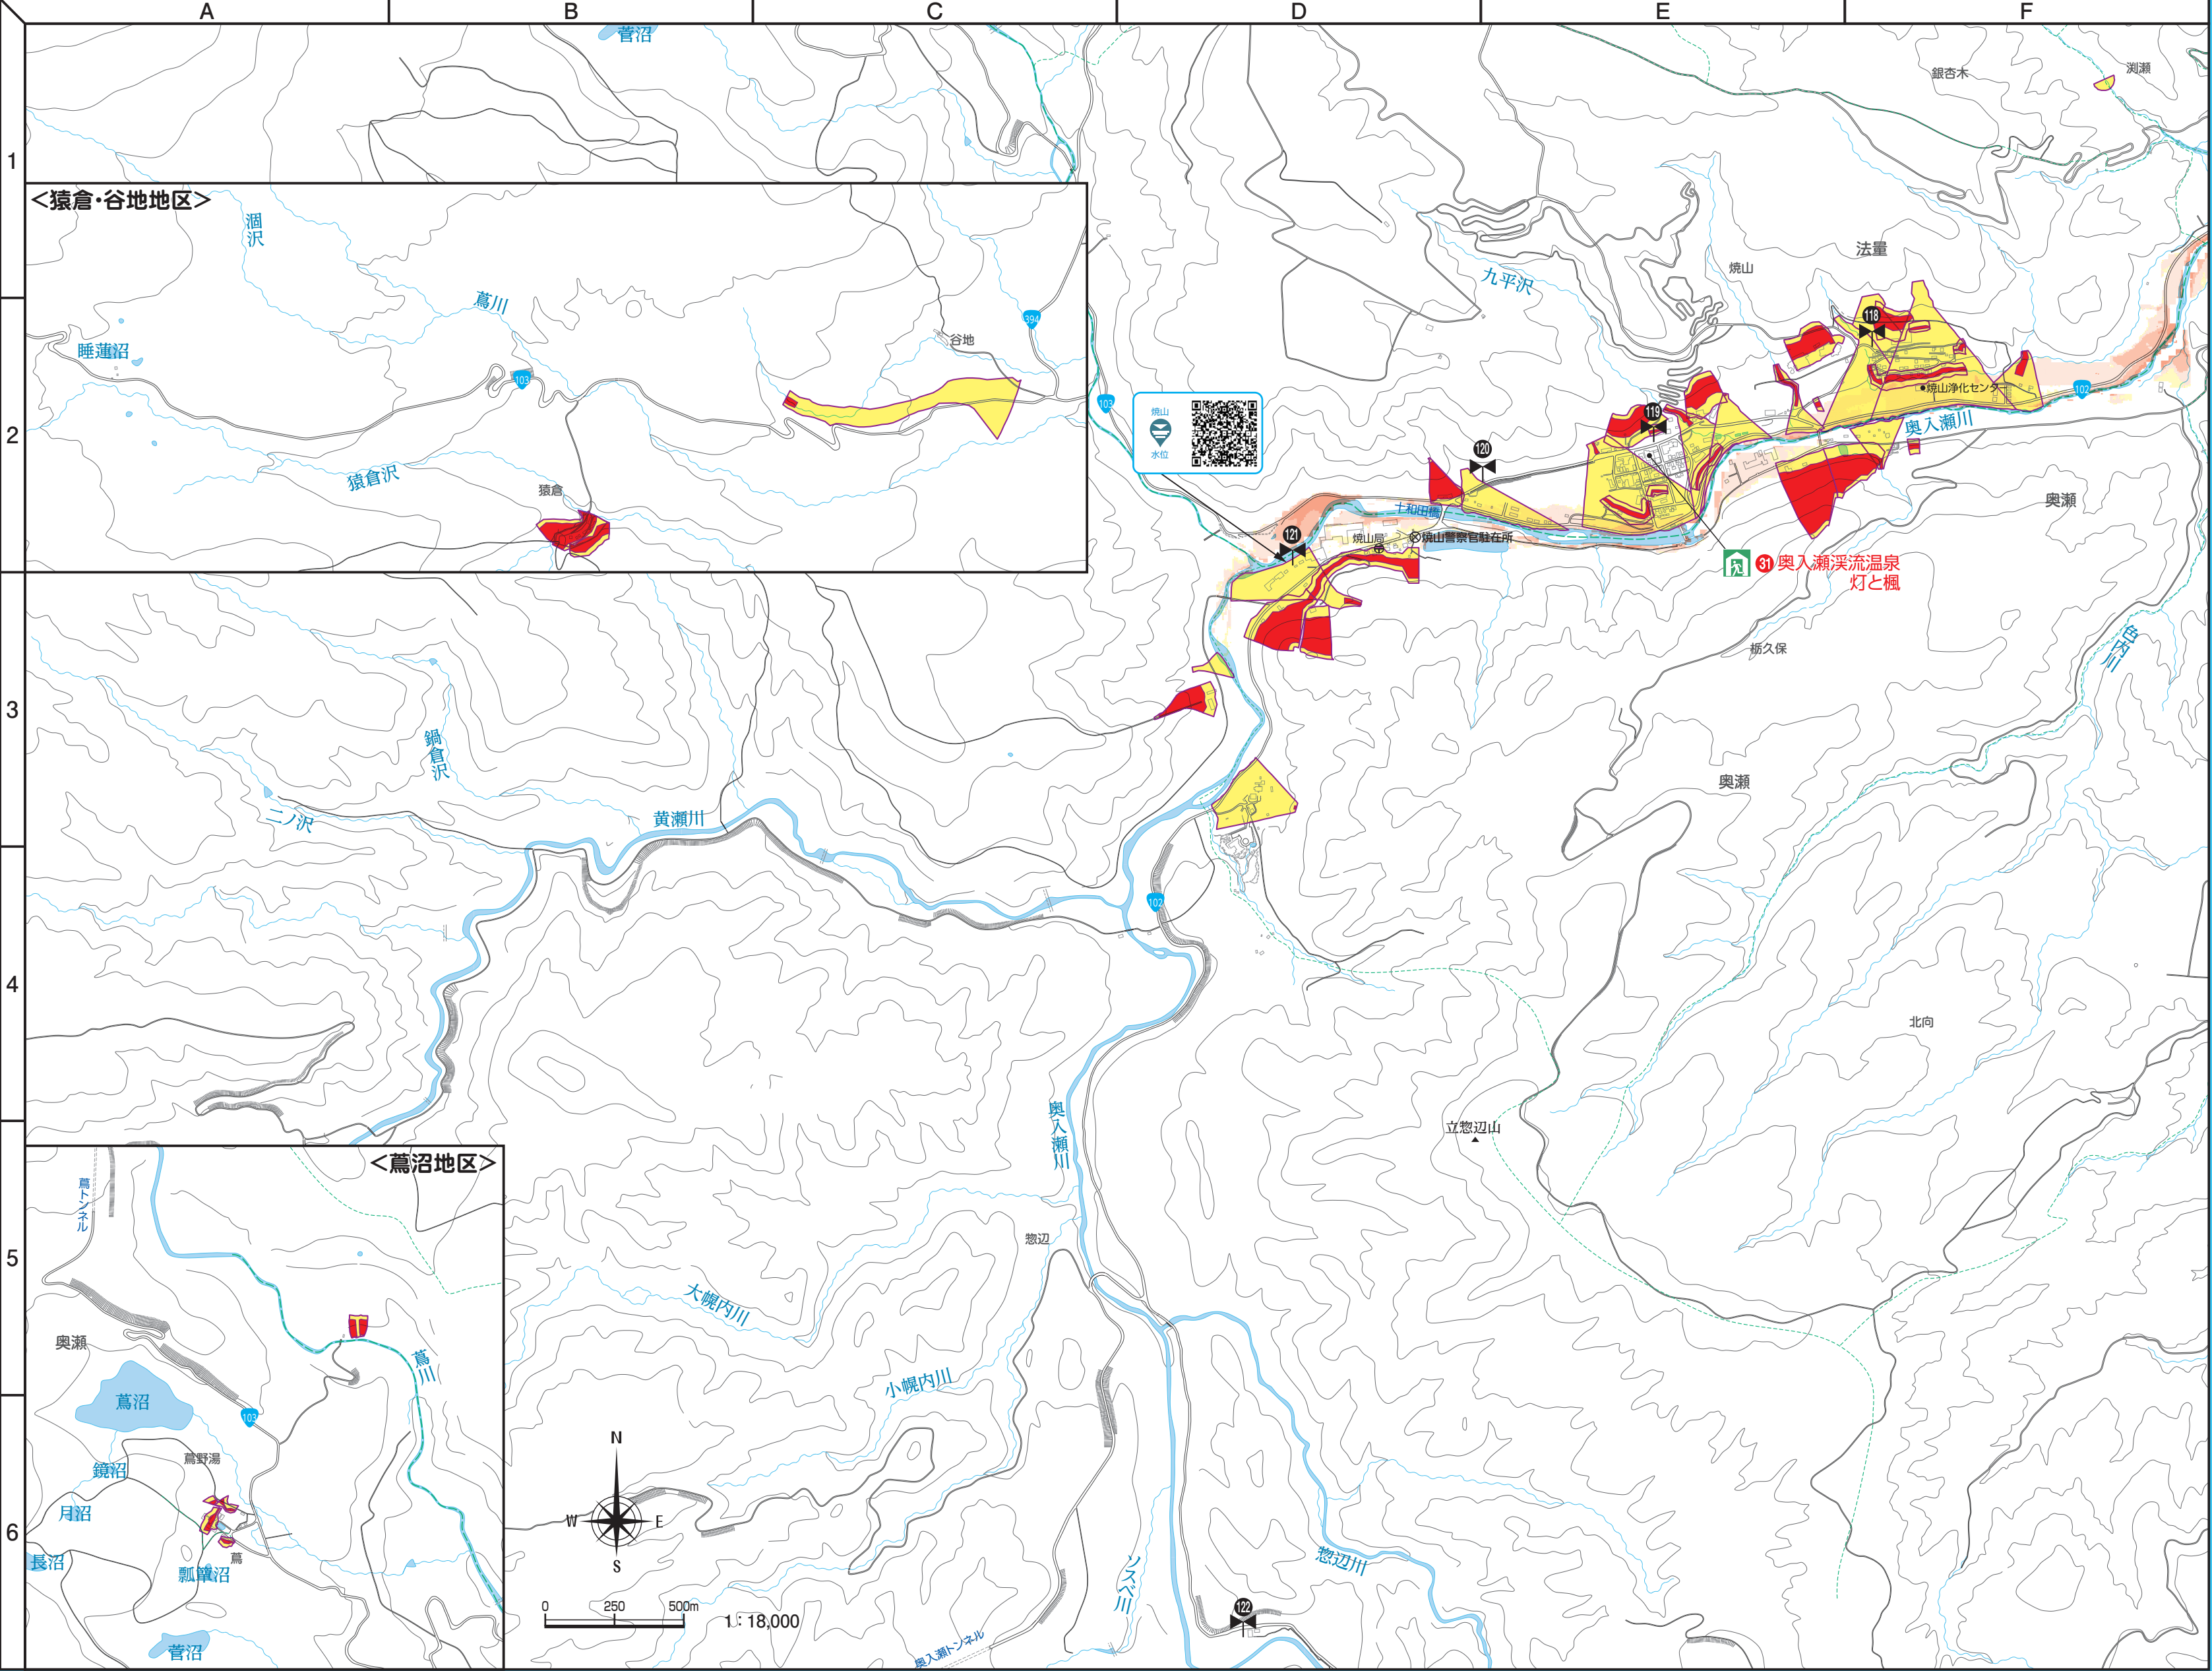 A
B
C
D
E
F
1
2
3
4
5
6
菅沼
銀杏木
渕瀬
＜猿倉・谷地地区＞
涸沢
蔦川
394
谷地
睡蓮沼
103
猿倉沢
猿倉
法量
焼山
九平沢
118
焼山浄化センター
102
奥入瀬川
103
焼山
水位
119
120
十和田橋
121
焼山局
焼山警察官駐在所
31 奥入瀬渓流温泉
灯と楓
奥瀬
栃久保
色内川
鍋倉沢
二ノ沢
黄瀬川
奥瀬
102
北向
奥入瀬川
立惣辺山
＜蔦沼地区＞
蔦トンネル
奥瀬
蔦川
蔦沼
103
蔦野湯
鏡沼
月沼
長沼
蔦
瓢箪沼
菅沼
惣辺
大幌内川
小幌内川
N
W
E
S
0 250 500m
1：18,000
ソスベ川
惣辺川
122
奥入瀬トンネル